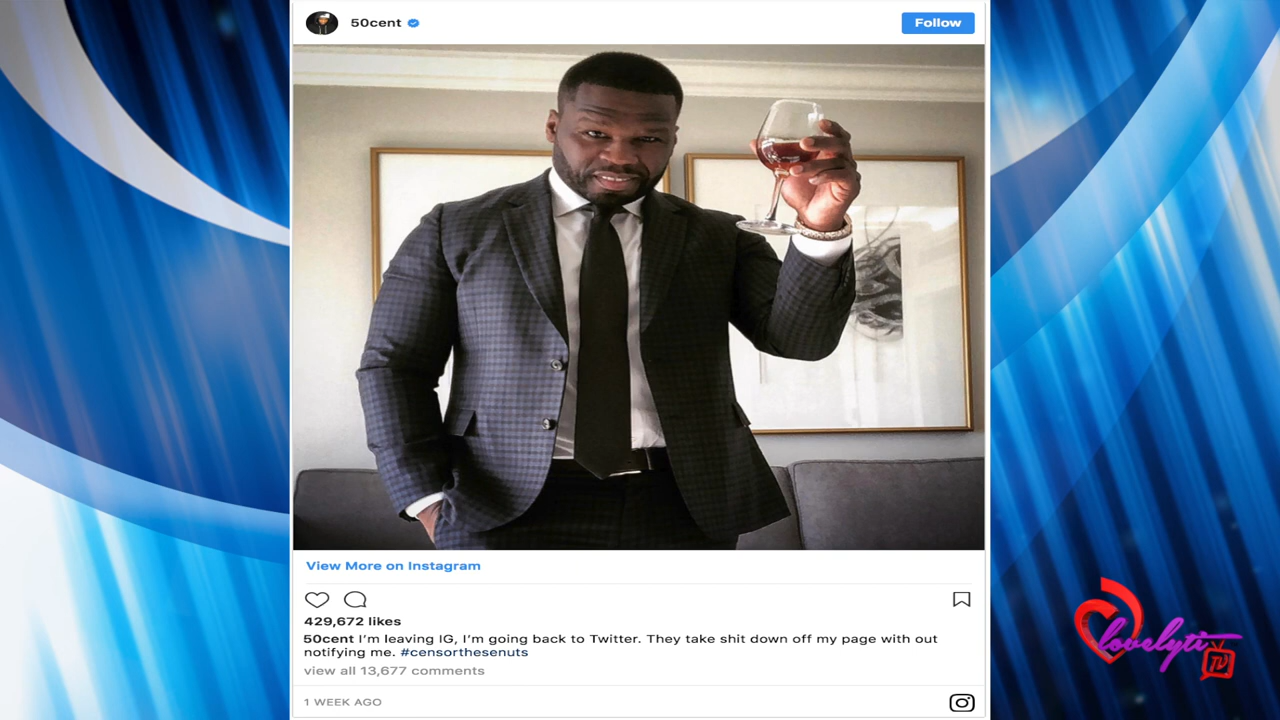 50cent
Follow
View More on Instagram
429,672 likes
50cent I'm leaving IG, I'm going back to Twitter. They take shit down off my page with out
notifying me. #censorthesenuts
view all 13,677 comments
1 WEEK AGO
lovelyti
TV